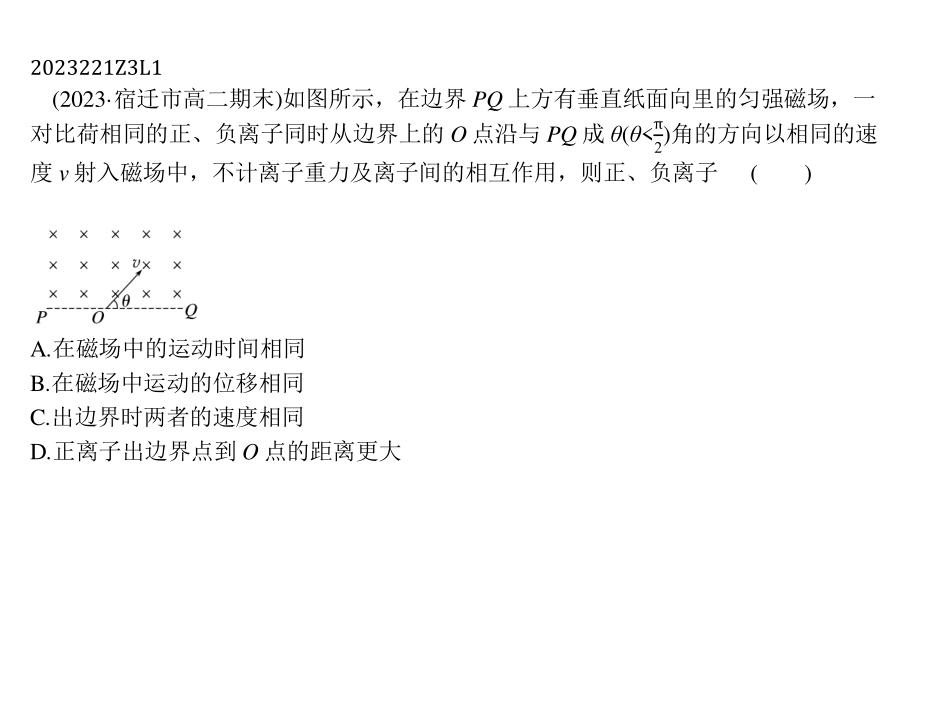 2023221Z3L1
(2023·宿迁市高二期末)如图所示，在边界 PQ 上方有垂直纸面向里的匀强磁场，一
对比荷相同的正、负离子同时从边界上的 O 点沿与 PQ 成 θ(θ<π/2)角的方向以相同的速
度 v 射入磁场中，不计离子重力及离子间的相互作用，则正、负离子 (  )
× × × × ×
× × × v× ×
× × × × ×
P O θ Q
A.在磁场中的运动时间相同
B.在磁场中运动的位移相同
C.出边界时两者的速度相同
D.正离子出边界点到 O 点的距离更大